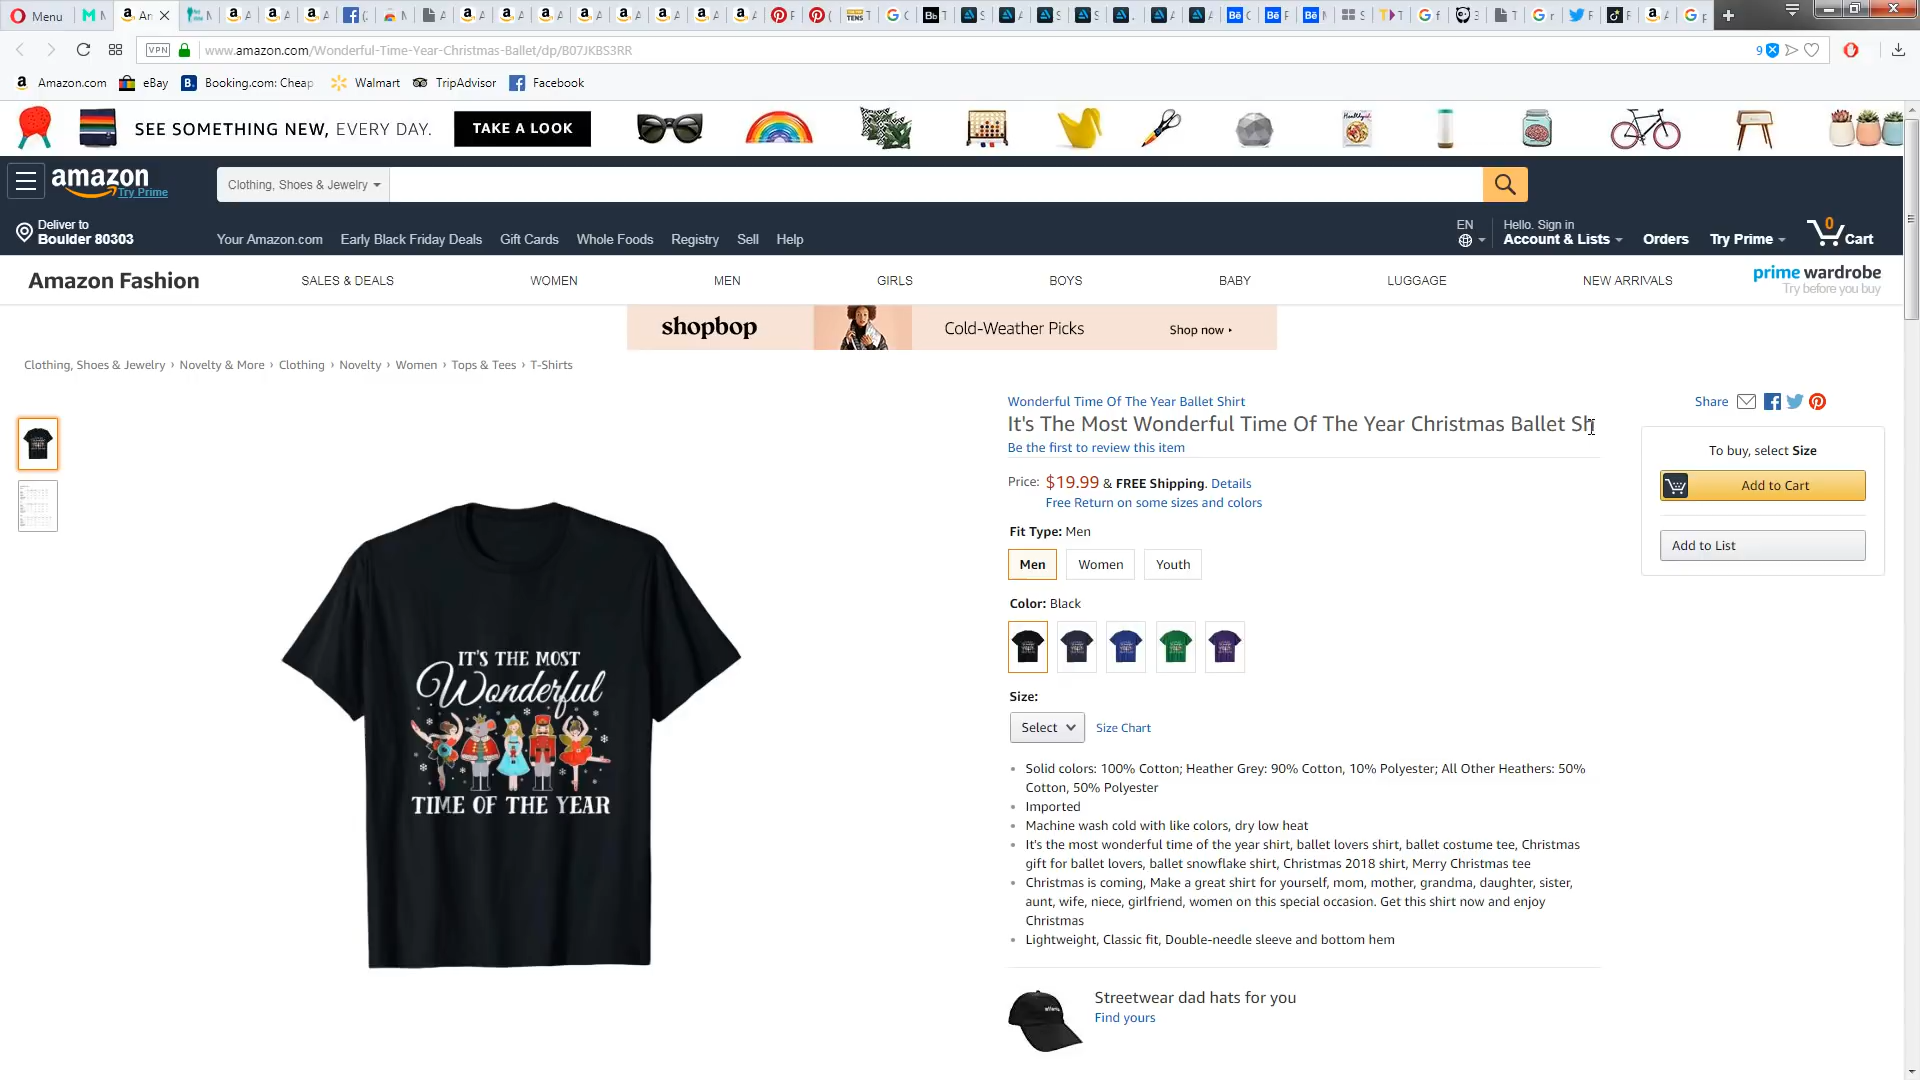 Menu
www.amazon.com/Wonderful-Time-Year-Christmas-Ballet/dp/B07JKBS3RR
VPN
9
Amazon.com
eBay
Booking.com: Cheap
Walmart
TripAdvisor
Facebook
SEE SOMETHING NEW, EVERY DAY.
TAKE A LOOK
amazon
Try Prime
Clothing, Shoes & Jewelry
Deliver to
Boulder 80303
Your Amazon.com
Early Black Friday Deals
Gift Cards
Whole Foods
Registry
Sell
Help
EN
Hello. Sign in
Account & Lists
Orders
Try Prime
0
Cart
Amazon Fashion
SALES & DEALS
WOMEN
MEN
GIRLS
BOYS
BABY
LUGGAGE
NEW ARRIVALS
prime wardrobe
Try before you buy
shopbop
Cold-Weather Picks
Shop now
Clothing, Shoes & Jewelry › Novelty & More › Clothing › Novelty › Women › Tops & Tees › T-Shirts
IT'S THE MOST
Wonderful
TIME OF THE YEAR
Wonderful Time Of The Year Ballet Shirt
It's The Most Wonderful Time Of The Year Christmas Ballet Sh
Be the first to review this item
Price: $19.99 & FREE Shipping. Details
Free Return on some sizes and colors
Fit Type: Men
Men
Women
Youth
Color: Black
Size:
Select
Size Chart
Solid colors: 100% Cotton; Heather Grey: 90% Cotton, 10% Polyester; All Other Heathers: 50%
Cotton, 50% Polyester
Imported
Machine wash cold with like colors, dry low heat
It's the most wonderful time of the year shirt, ballet lovers shirt, ballet costume tee, Christmas
gift for ballet lovers, ballet snowflake shirt, Christmas 2018 shirt, Merry Christmas tee
Christmas is coming, Make a great shirt for yourself, mom, mother, grandma, daughter, sister,
aunt, wife, niece, girlfriend, women on this special occasion. Get this shirt now and enjoy
Christmas
Lightweight, Classic fit, Double-needle sleeve and bottom hem
Streetwear dad hats for you
Find yours
Share
To buy, select Size
Add to Cart
Add to List